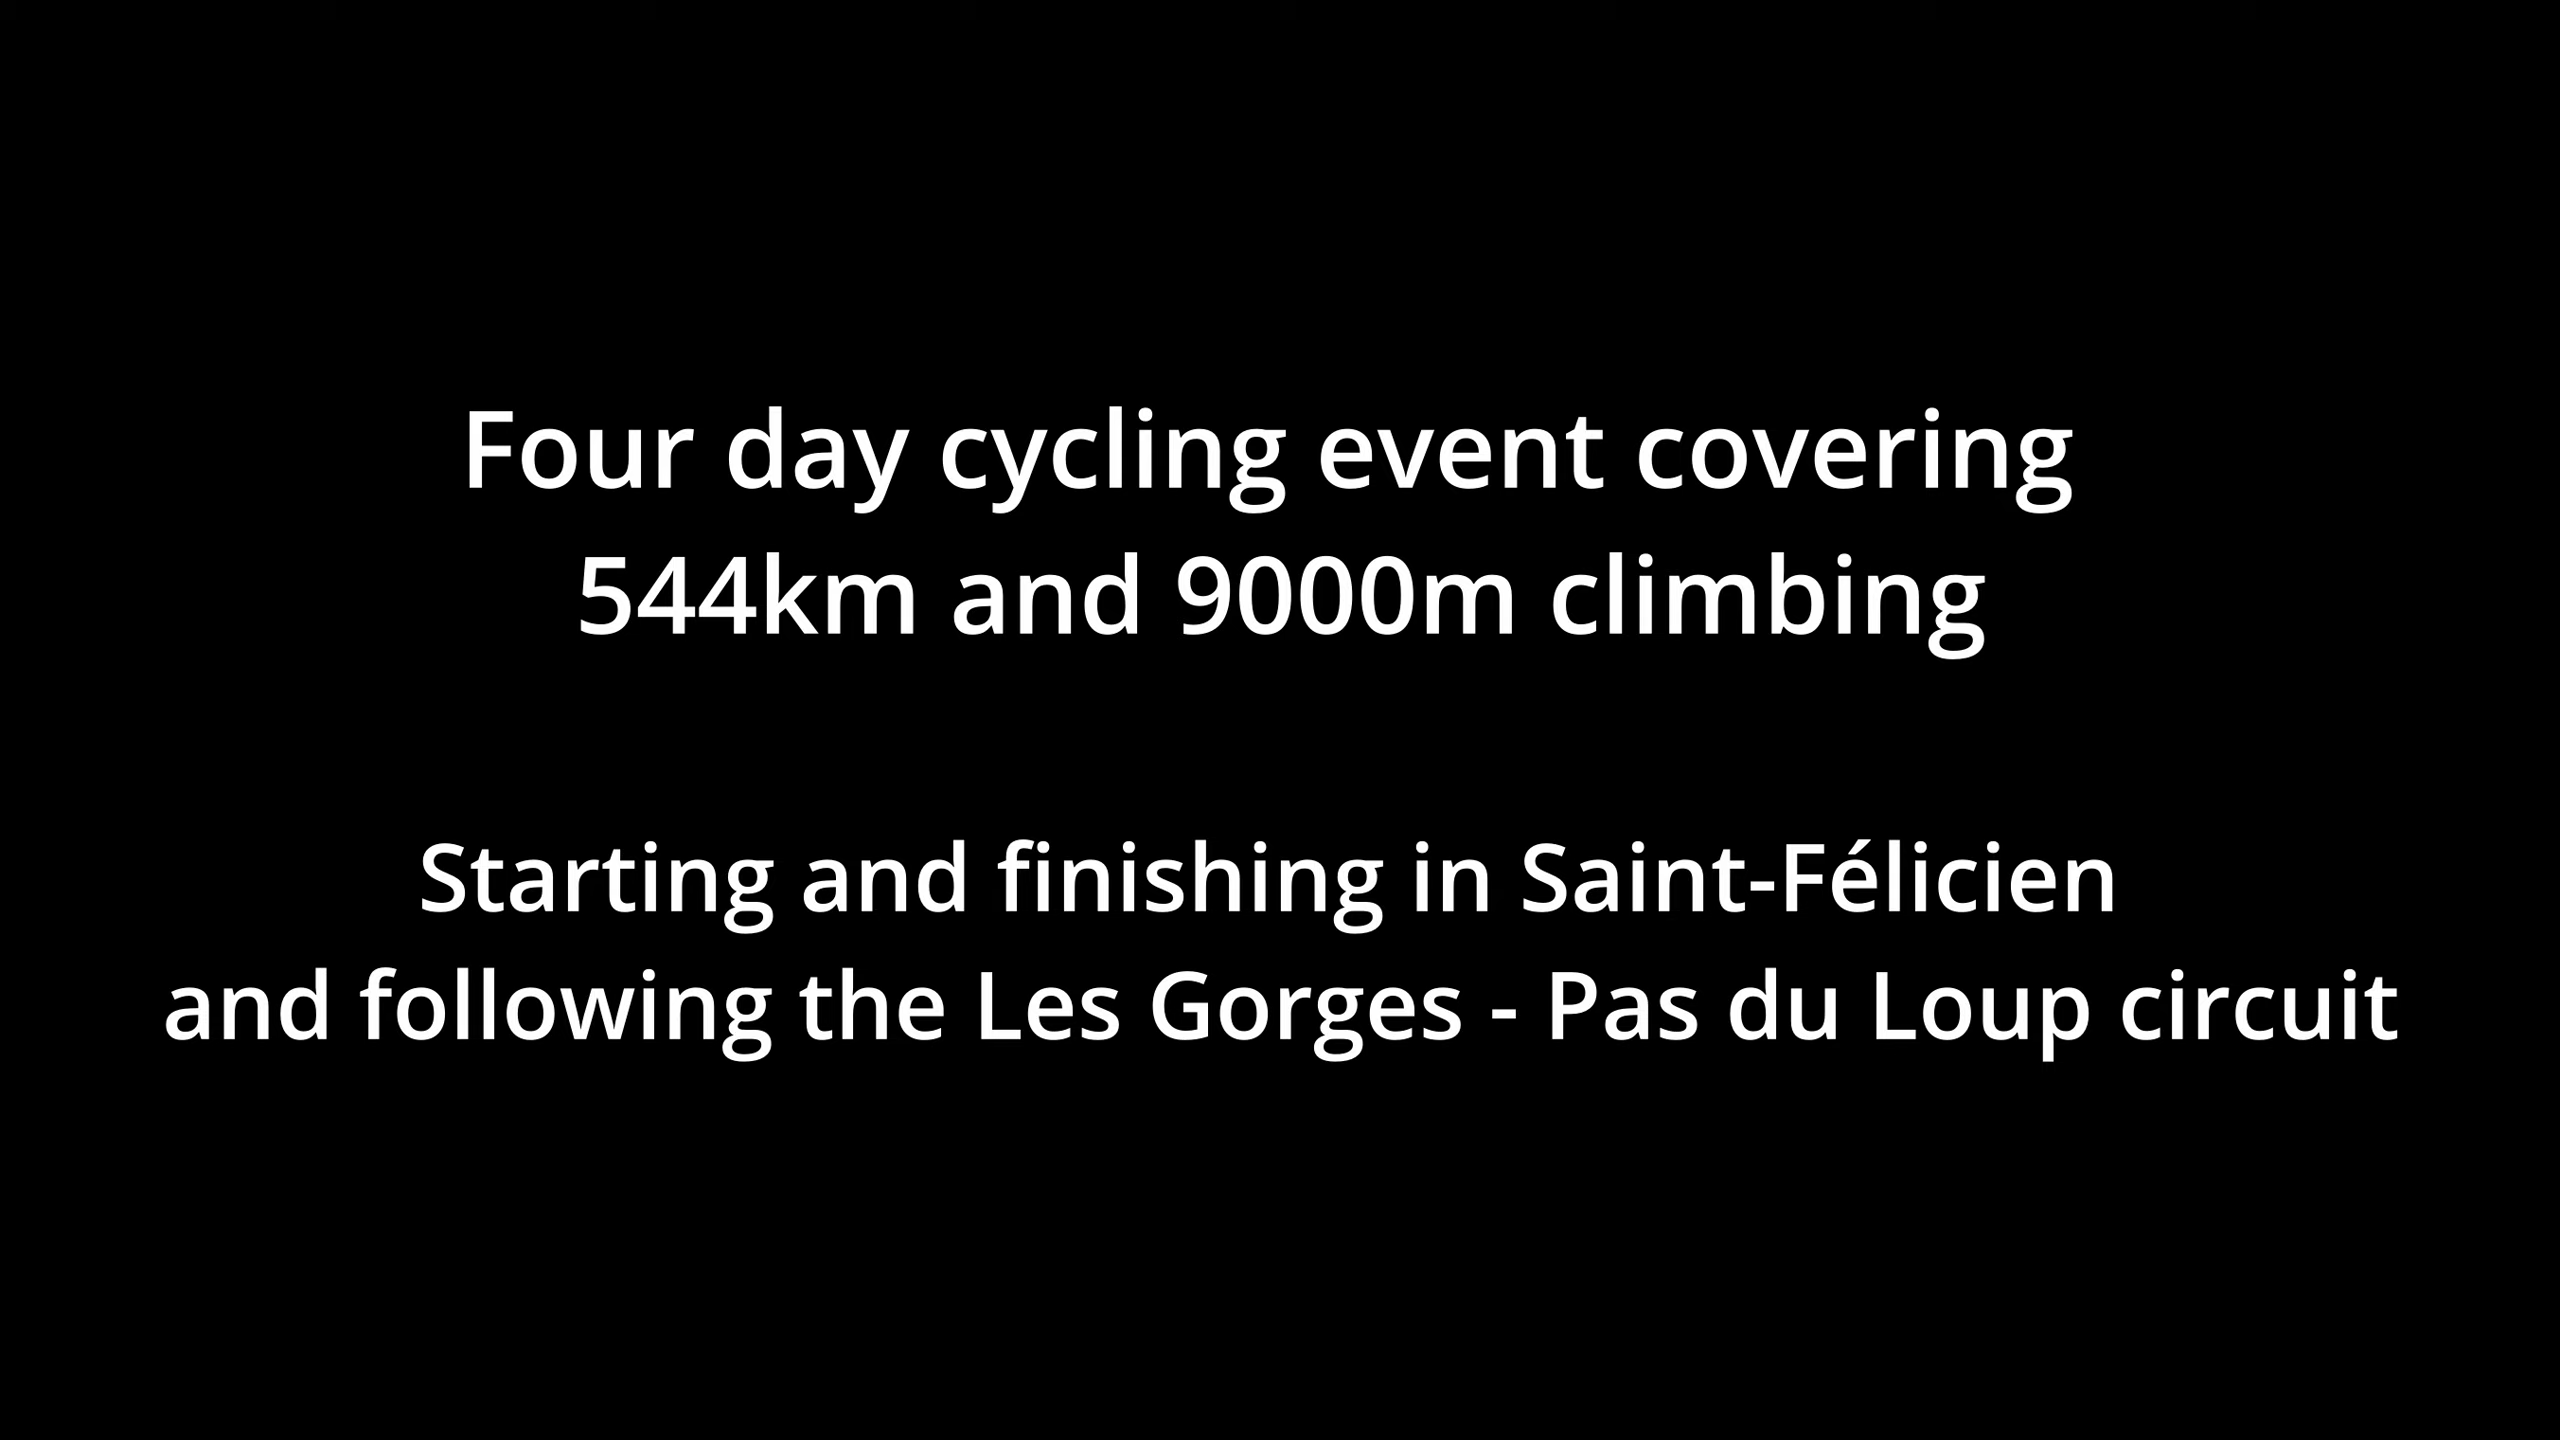 Four day cycling event covering
544km and 9000m climbing
Starting and finishing in Saint-Félicien
and following the Les Gorges - Pas du Loup circuit